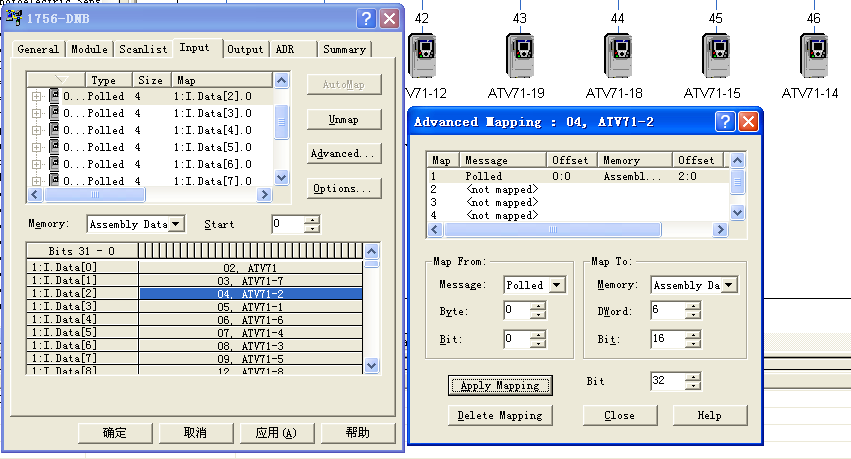 1756-DNB
General Module Scanlist Input Output ADR Summary
Type Size Map
0... Polled 4 1:I.Data[2].0
0... Polled 4 1:I.Data[3].0
0... Polled 4 1:I.Data[4].0
0... Polled 4 1:I.Data[5].0
0... Polled 4 1:I.Data[6].0
0... Polled 4 1:I.Data[7].0
AutoMap
Unmap
Advanced...
Options...
Memory: Assembly Data Start 0
Bits 31 - 0
1:I.Data[0] 02, ATV71
1:I.Data[1] 03, ATV71-7
1:I.Data[2] 04, ATV71-2
1:I.Data[3] 05, ATV71-1
1:I.Data[4] 06, ATV71-6
1:I.Data[5] 07, ATV71-4
1:I.Data[6] 08, ATV71-3
1:I.Data[7] 09, ATV71-5
1:I.Data[8] 12, ATV71-8
确定 取消 应用(A) 帮助
42 43 44 45 46
V71-12 ATV71-19 ATV71-18 ATV71-15 ATV71-14
Advanced Mapping : 04, ATV71-2
Map Message Offset Memory Offset
1 Polled 0:0 Assembl... 2:0
2 <not mapped>
3 <not mapped>
4 <not mapped>
Map From:
Message: Polled
Byte: 0
Bit: 0
Map To:
Memory: Assembly Da
DWord: 6
Bit: 16
Apply Mapping Bit 32
Delete Mapping Close Help